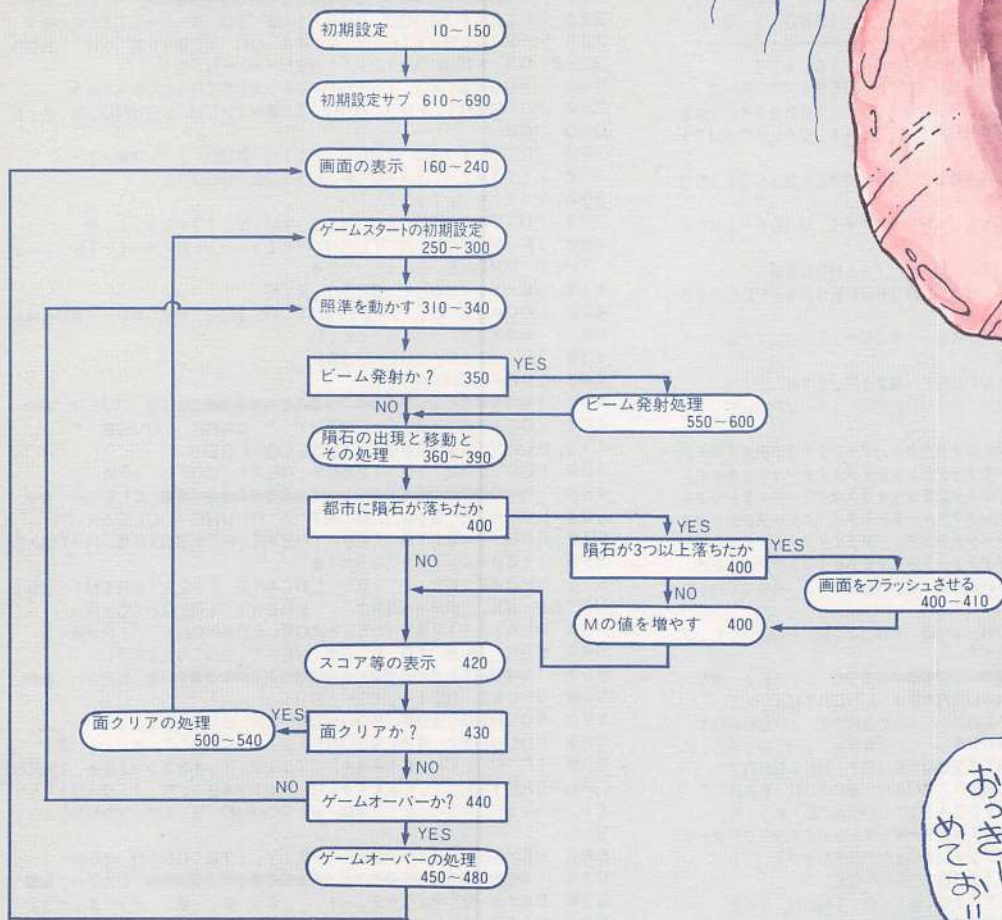 初期設定 10~150
初期設定サブ 610~690
画面の表示 160~240
ゲームスタートの初期設定
250~300
照準を動かす 310~340
ビーム発射か? 350
YES
NO
ビーム発射処理
550~600
隕石の出現と移動と
その処理 360~390
都市に隕石が落ちたか
400
YES
NO
隕石が3つ以上落ちたか
400
YES
NO
画面をフラッシュさせる
400~410
Mの値を増やす 400
スコア等の表示 420
面クリアか? 430
YES
面クリアの処理
500~540
NO
ゲームオーバーか? 440
NO
YES
ゲームオーバーの処理
450~480
めてお